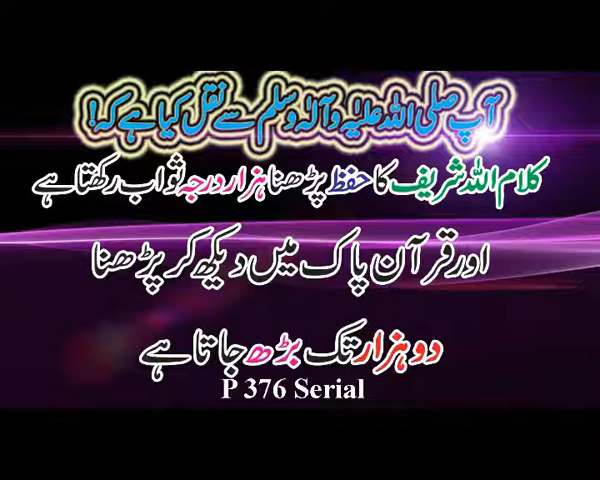 آپ صلی اللہ علیہ وآلہٰ وسلم سے نقل کیا ہے کہ!
کلام اللہ شریف کا حفظ پڑھنا ہزار درجہ ثواب رکھتا ہے
اور قرآن پاک میں دیکھ کر پڑھنا
دو ہزار تک بڑھ جاتا ہے
P 376 Serial